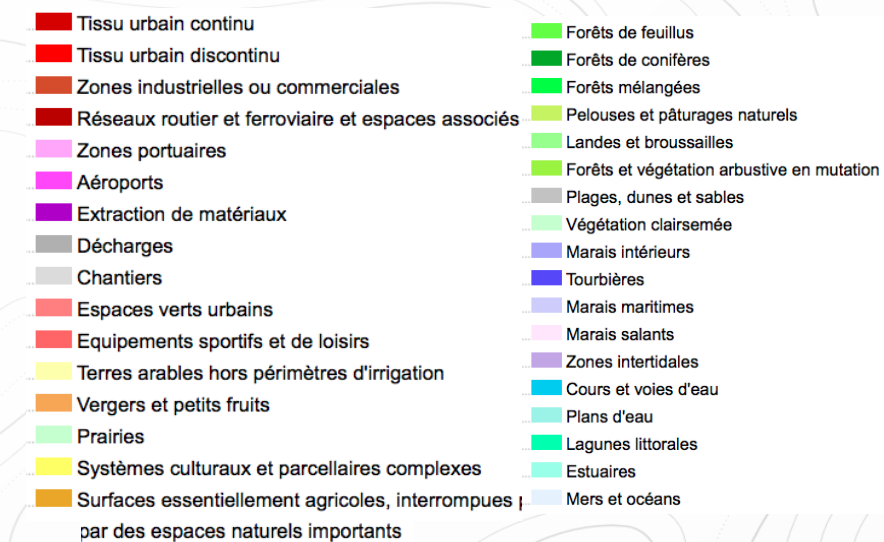 Tissu urbain continu
Tissu urbain discontinu
Zones industrielles ou commerciales
Réseaux routier et ferroviaire et espaces associés
Zones portuaires
Aéroports
Extraction de matériaux
Décharges
Chantiers
Espaces verts urbains
Equipements sportifs et de loisirs
Terres arables hors périmètres d'irrigation
Vergers et petits fruits
Prairies
Systèmes culturaux et parcellaires complexes
Surfaces essentiellement agricoles, interrompues
par des espaces naturels importants
Forêts de feuillus
Forêts de conifères
Forêts mélangées
Pelouses et pâturages naturels
Landes et broussailles
Forêts et végétation arbustive en mutation
Plages, dunes et sables
Végétation clairsemée
Marais intérieurs
Tourbières
Marais maritimes
Marais salants
Zones intertidales
Cours et voies d'eau
Plans d'eau
Lagunes littorales
Estuaires
Mers et océans